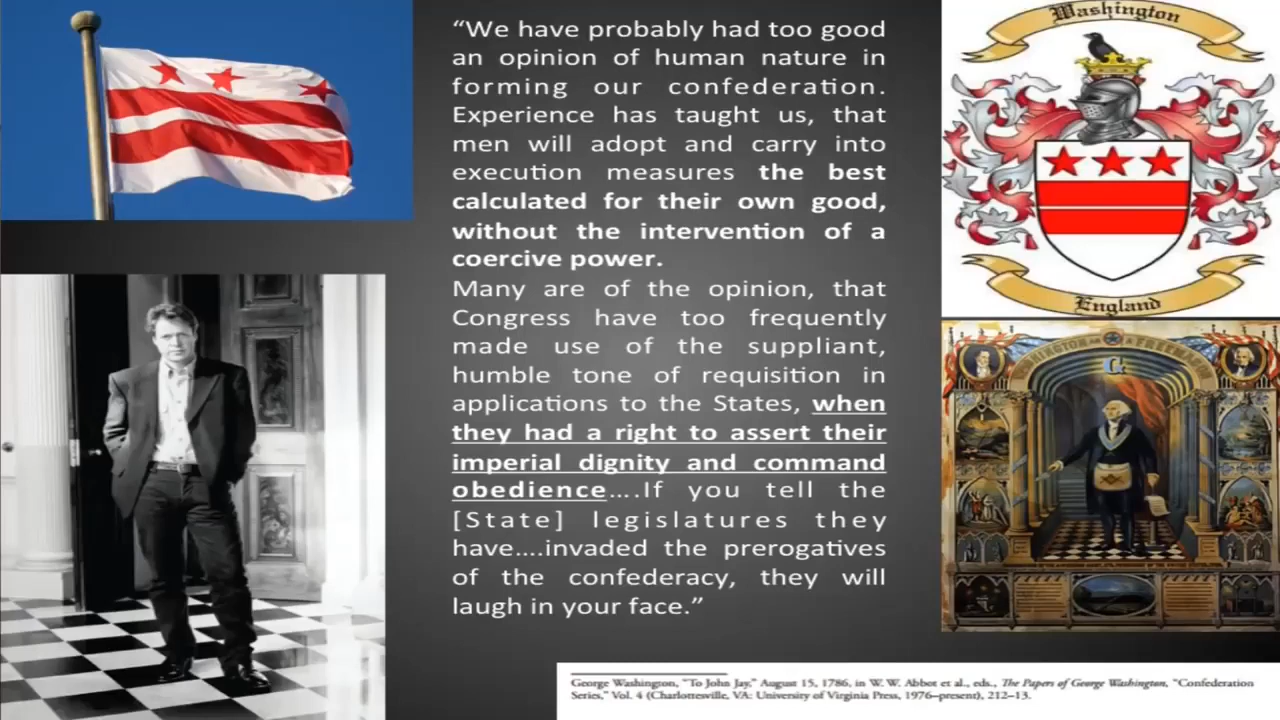 “We have probably had too good
an opinion of human nature in
forming our confederation.
Experience has taught us, that
men will adopt and carry into
execution measures the best
calculated for their own good,
without the intervention of a
coercive power.
Many are of the opinion, that
Congress have too frequently
made use of the suppliant,
humble tone of requisition in
applications to the States, when
they had a right to assert their
imperial dignity and command
obedience….If you tell the
[State] legislatures they
have….invaded the prerogatives
of the confederacy, they will
laugh in your face.”
Washington
England
WASHINGTON AS A FREEMASON
G
George Washington, “To John Jay,” August 15, 1786, in W. W. Abbot et al., eds., The Papers of George Washington, “Confederation
Series,” Vol. 4 (Charlottesville, VA: University of Virginia Press, 1976–present), 212–13.